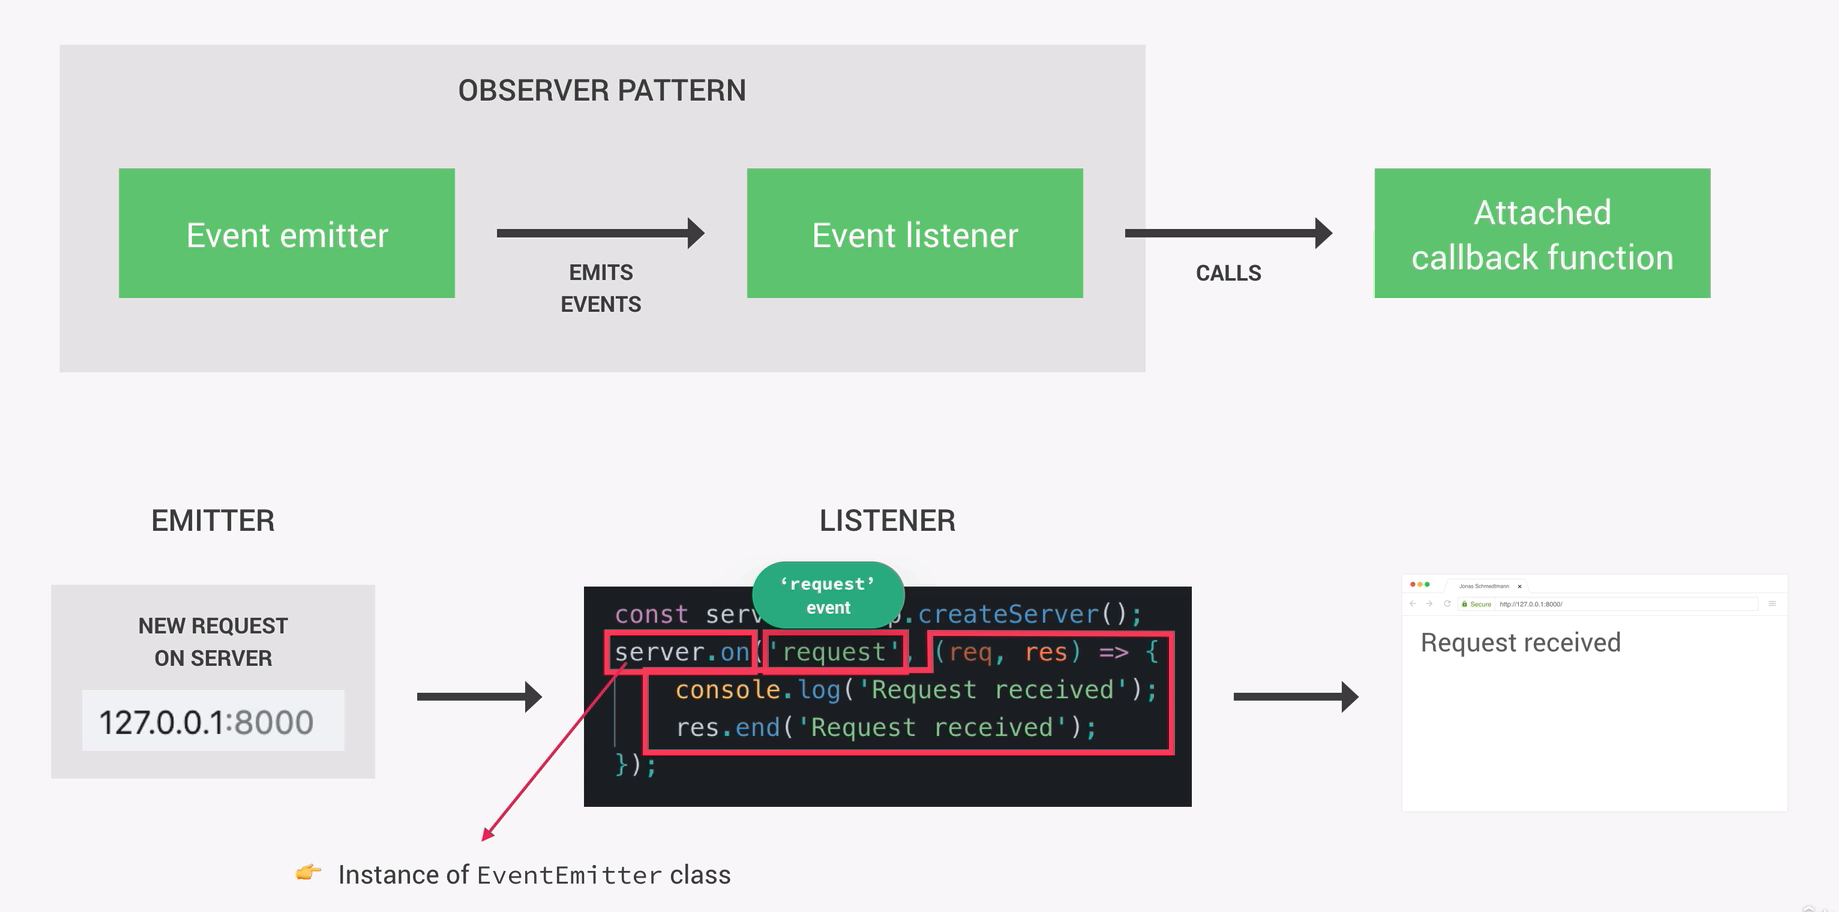 OBSERVER PATTERN
Event emitter
EMITS
EVENTS
Event listener
CALLS
Attached
callback function
EMITTER
NEW REQUEST
ON SERVER
127.0.0.1:8000
LISTENER
‘request’
event
const serv p.createServer();
server.on('request', (req, res) => {
console.log('Request received');
res.end('Request received');
});
👉 Instance of EventEmitter class
Jonas Schmedtmann ×
Secure http://127.0.0.1:8000/
Request received